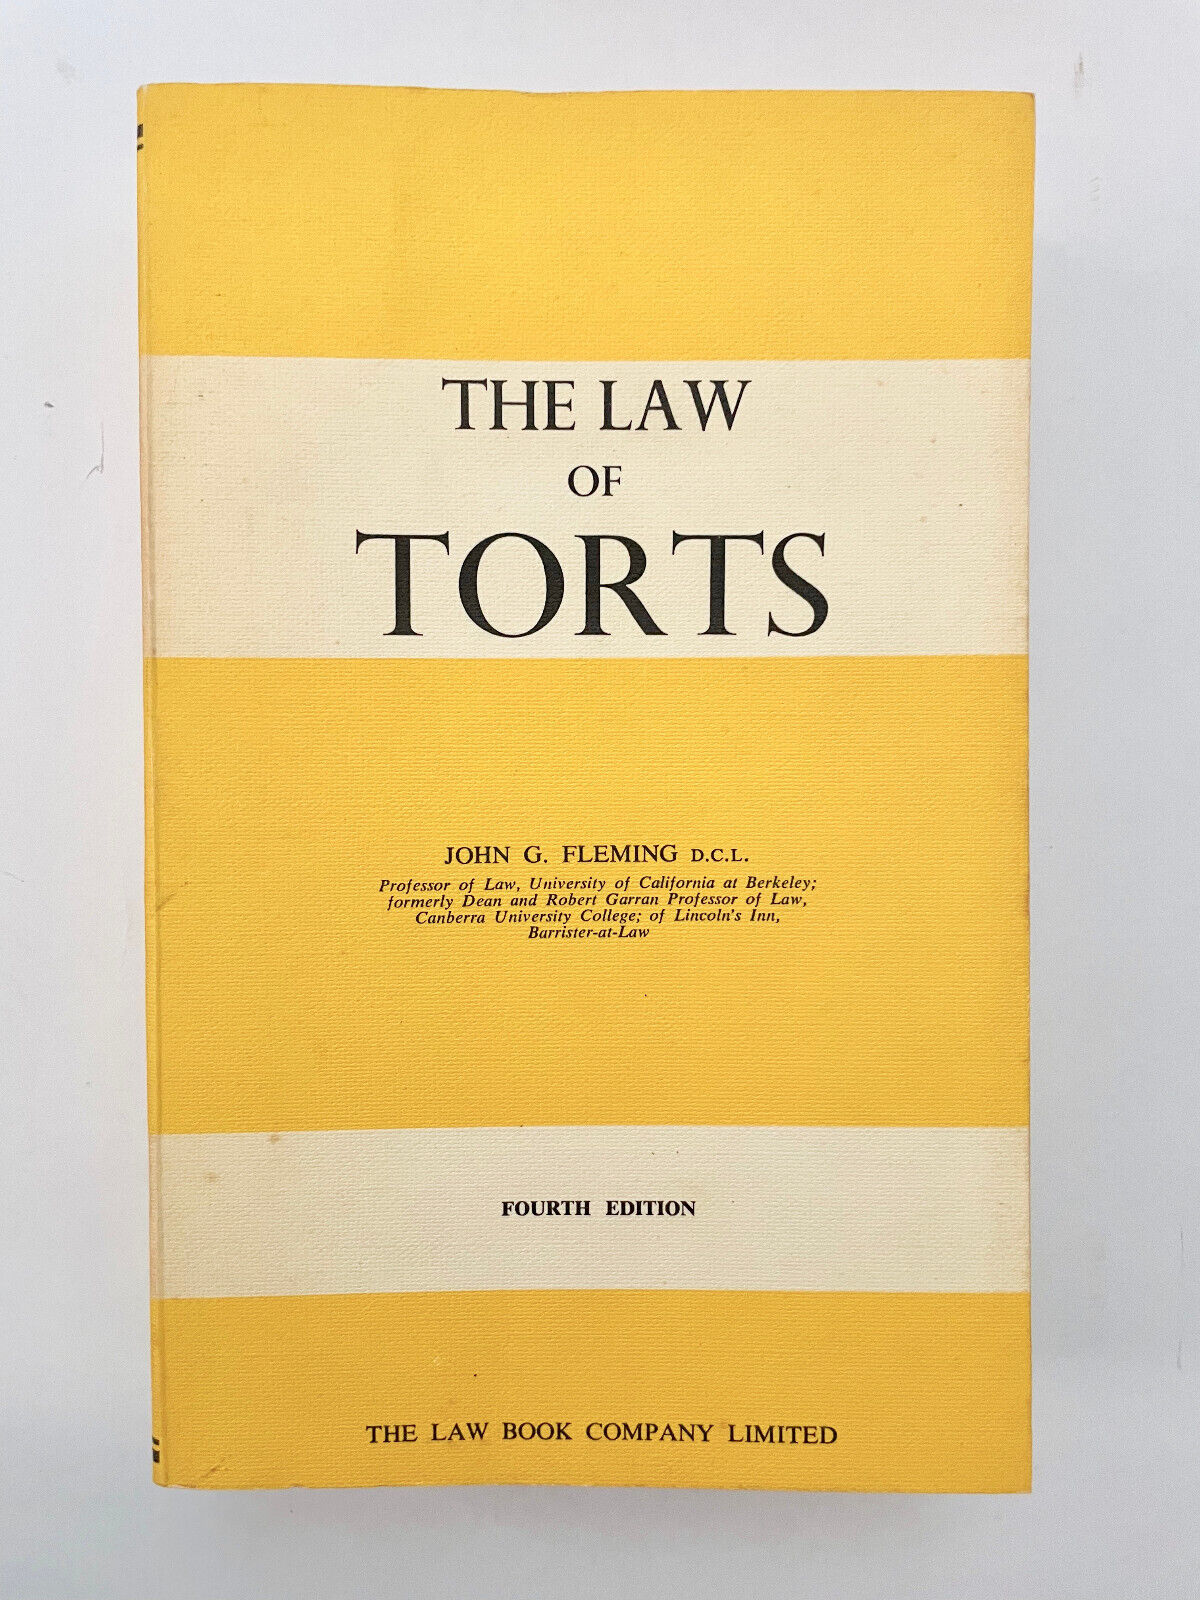 THE LAW
OF
TORTS
JOHN G. FLEMING D.C.L.
Professor of Law, University of California at Berkeley;
formerly Dean and Robert Garran Professor of Law,
Canberra University College; of Lincoln's Inn,
Barrister-at-Law
FOURTH EDITION
THE LAW BOOK COMPANY LIMITED